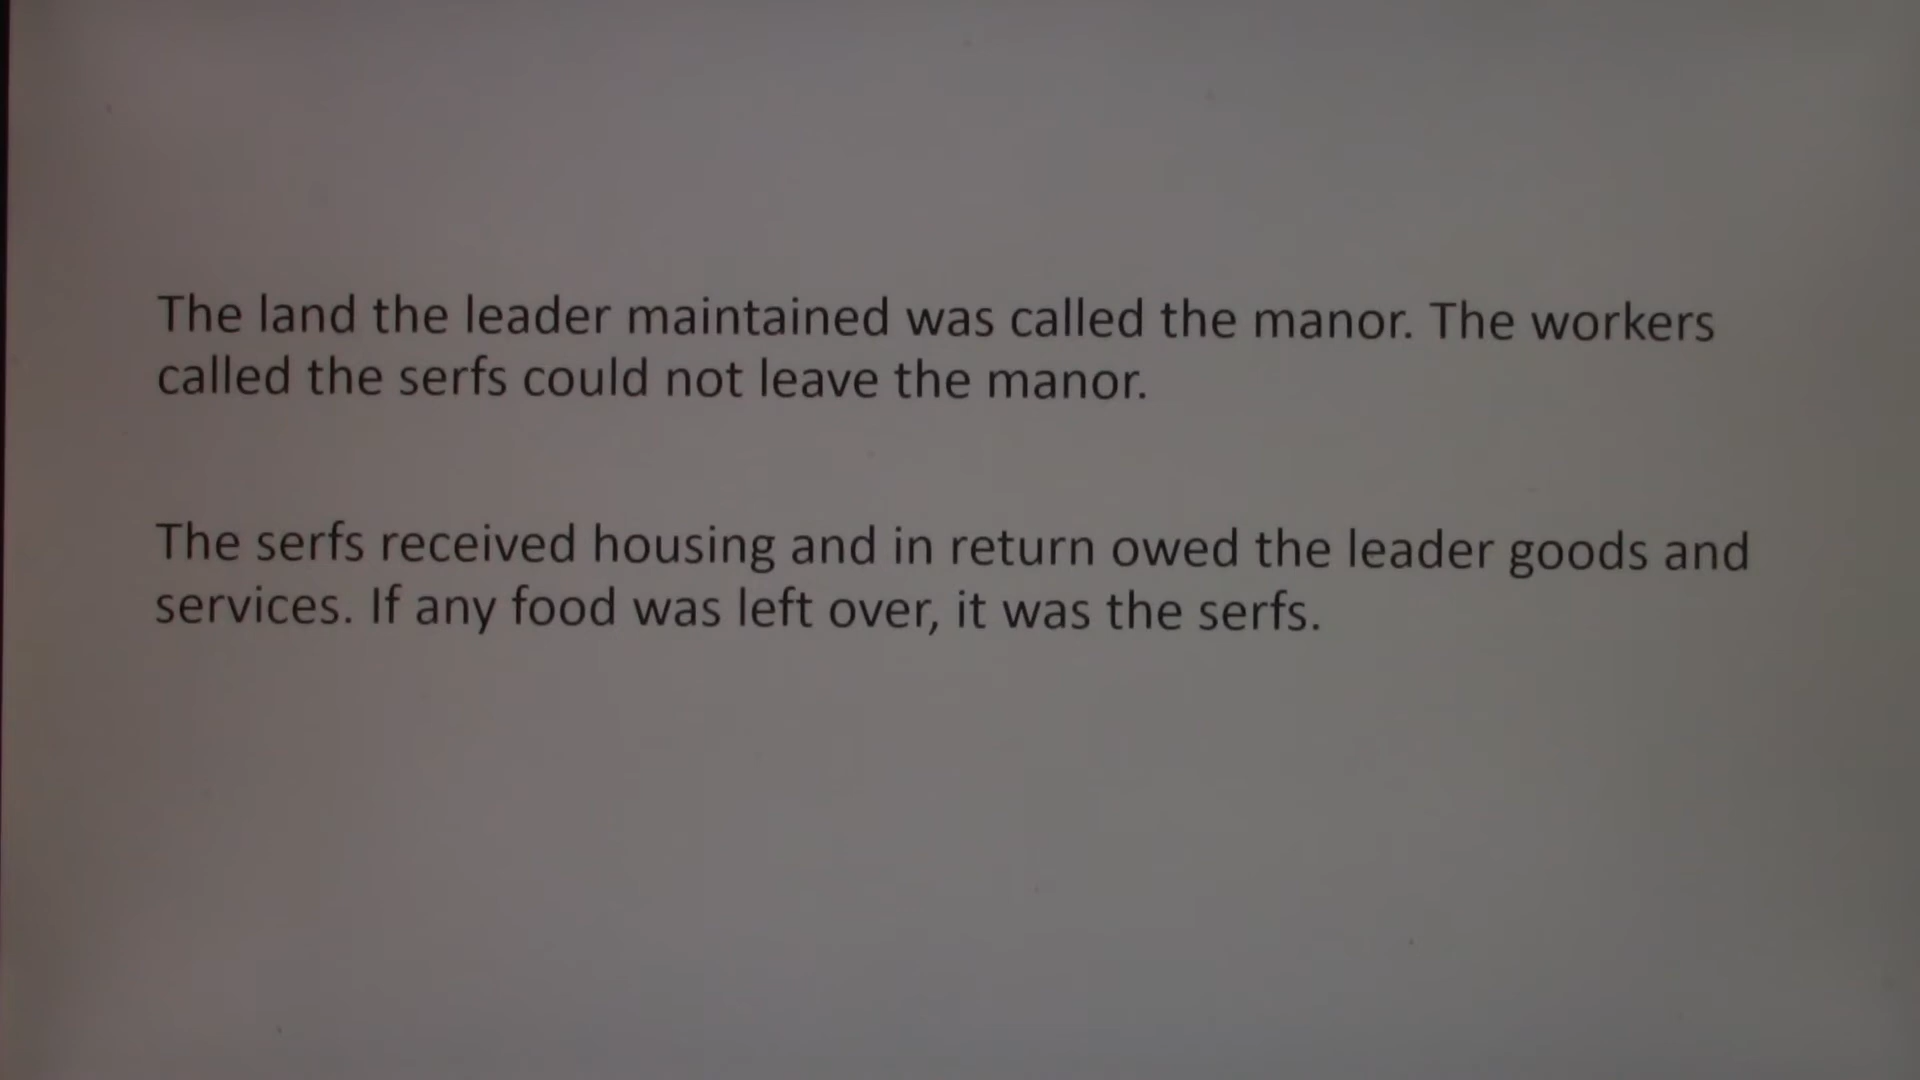 The land the leader maintained was called the manor. The workers
called the serfs could not leave the manor.
The serfs received housing and in return owed the leader goods and
services. If any food was left over, it was the serfs.